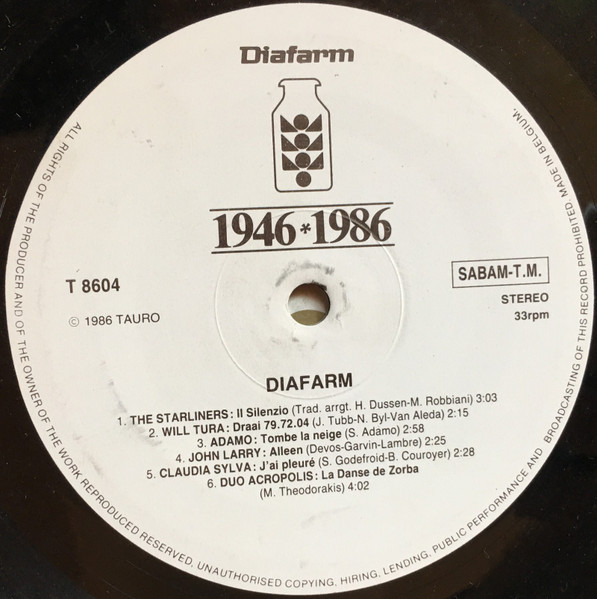 Diafarm
1946*1986
T 8604
SABAM-T.M.
℗ 1986 TAURO
STEREO
33rpm
DIAFARM
1. THE STARLINERS: Il Silenzio (Trad. arrgt. H. Dussen-M. Robbiani) 3:03
2. WILL TURA: Draai 79.72.04 (J. Tubb-N. Byl-Van Aleda) 2:15
3. ADAMO: Tombe la neige (S. Adamo) 2:58
4. JOHN LARRY: Alleen (Devos-Garvin-Lambre) 2:25
5. CLAUDIA SYLVA: J'ai pleuré (S. Godefroid-B. Couroyer) 2:28
6. DUO ACROPOLIS: La Danse de Zorba
(M. Theodorakis) 4:02
ALL RIGHTS OF THE PRODUCER AND OF THE OWNER OF THE WORK REPRODUCED RESERVED. UNAUTHORISED COPYING, HIRING, LENDING, PUBLIC PERFORMANCE AND BROADCASTING OF THIS RECORD PROHIBITED. MADE IN BELGIUM.